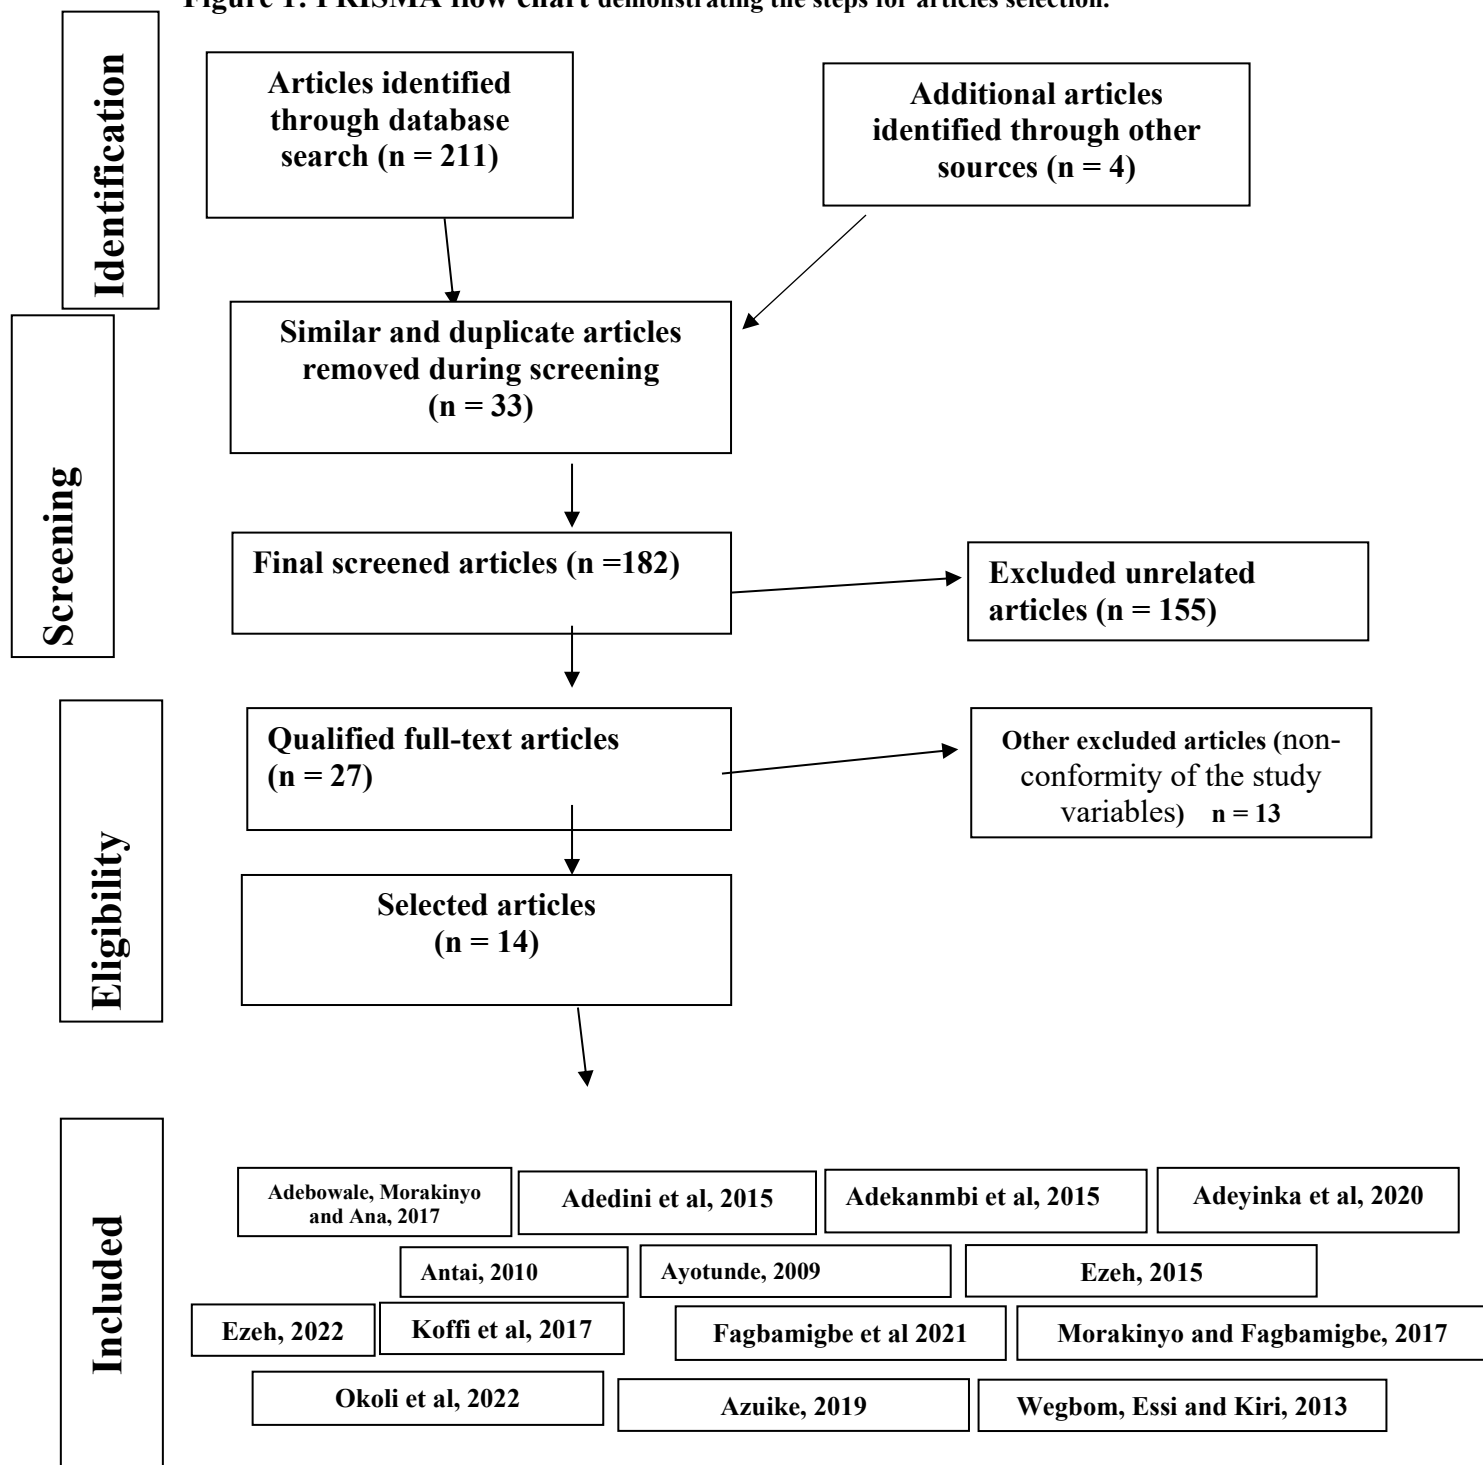 Figure 1: PRISMA flow chart demonstrating the steps for articles selection.
Identification
Articles identified
through database
search (n = 211)
Additional articles
identified through other
sources (n = 4)
Screening
Similar and duplicate articles
removed during screening
(n = 33)
Final screened articles (n =182)
Excluded unrelated
articles (n = 155)
Eligibility
Qualified full-text articles
(n = 27)
Other excluded articles (non-
conformity of the study
variables) n = 13
Selected articles
(n = 14)
Included
Adebowale, Morakinyo
and Ana, 2017
Adedini et al, 2015
Adekanmbi et al, 2015
Adeyinka et al, 2020
Antai, 2010
Ayotunde, 2009
Ezeh, 2015
Ezeh, 2022
Koffi et al, 2017
Fagbamigbe et al 2021
Morakinyo and Fagbamigbe, 2017
Okoli et al, 2022
Azuike, 2019
Wegbom, Essi and Kiri, 2013